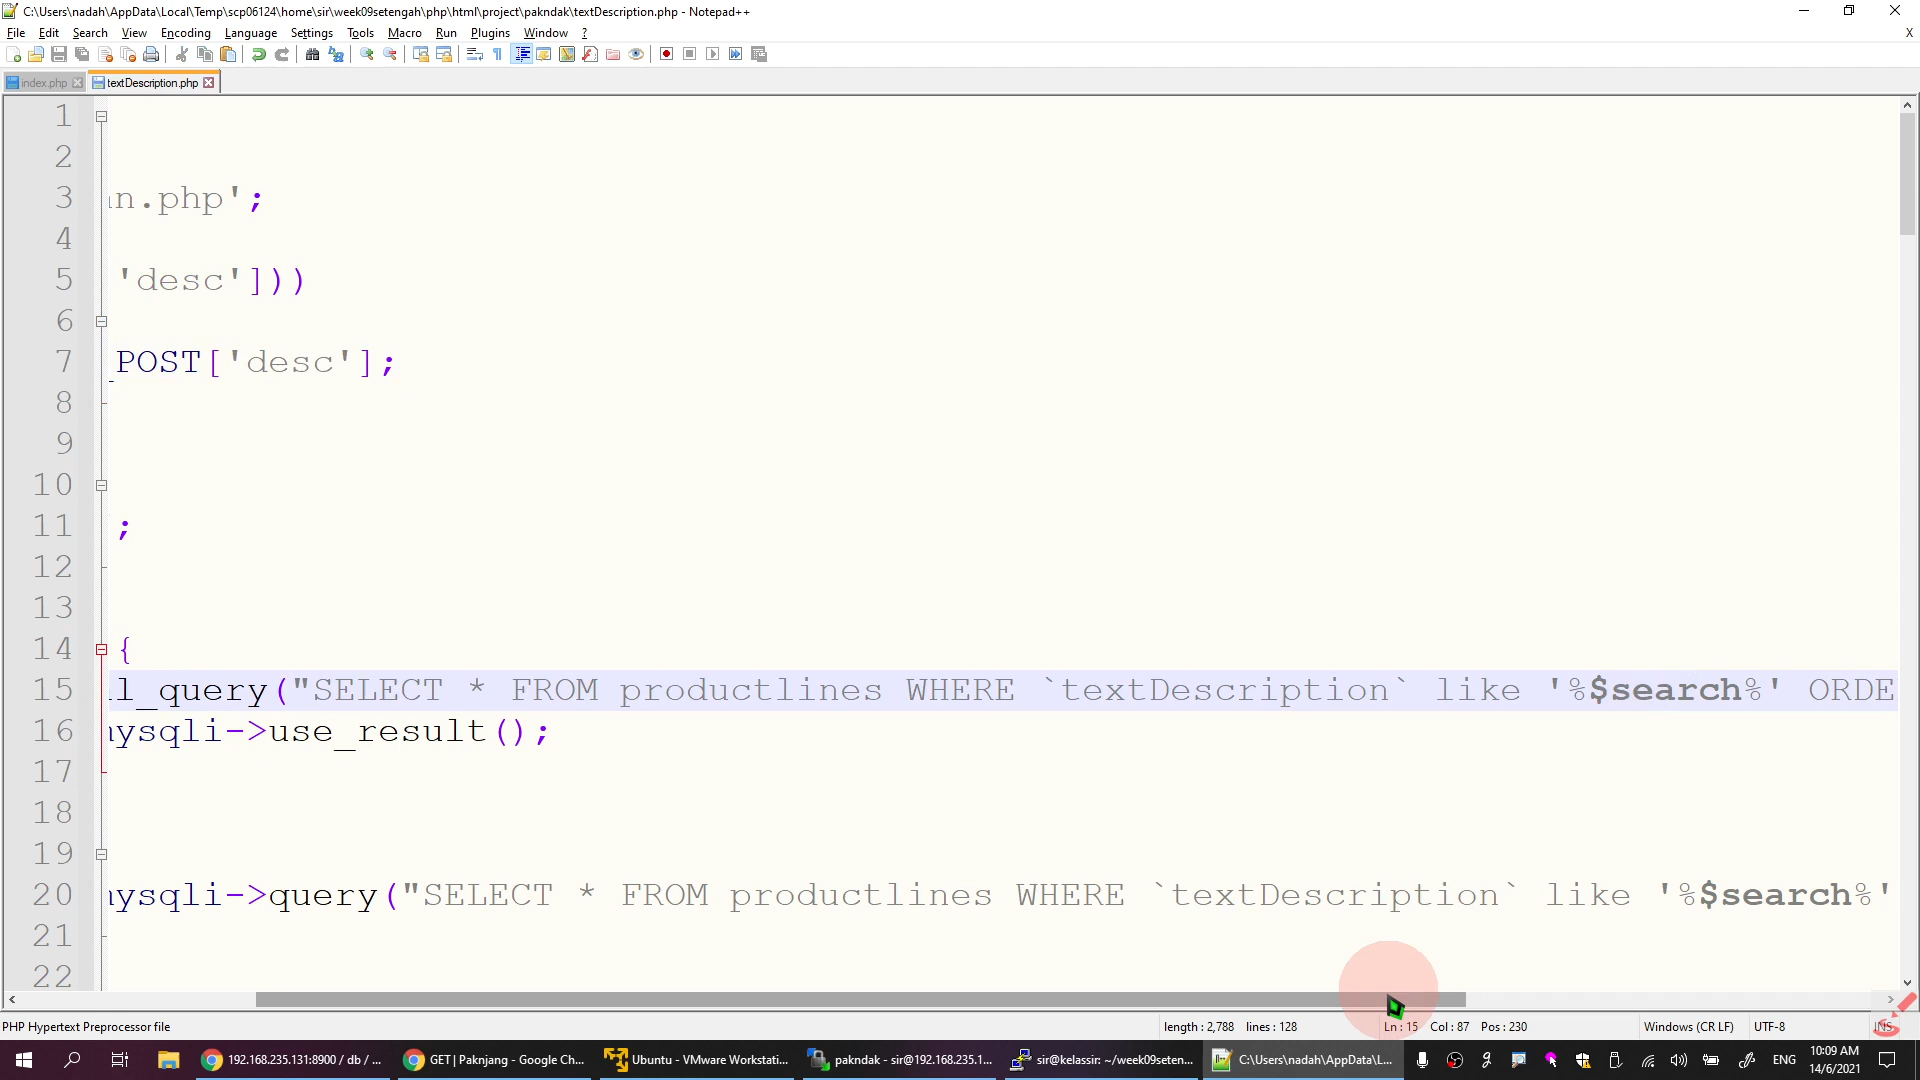 C:\Users\nadah\AppData\Local\Temp\scp06124\home\sir\week09setengah\php\html\project\pakndak\textDescription.php - Notepad++
File Edit Search View Encoding Language Settings Tools Macro Run Plugins Window ? X
index.php textDescription.php
1
2
3 n.php';
4
5 'desc']))
6
7 _POST['desc'];
8
9
10
11 ;
12
13
14 {
15 l_query("SELECT * FROM productlines WHERE `textDescription` like '%$search%' ORDE
16 mysqli->use_result();
17
18
19
20 mysqli->query("SELECT * FROM productlines WHERE `textDescription` like '%$search%'
21
22
PHP Hypertext Preprocessor file length : 2,788 lines : 128 Ln : 15 Col : 87 Pos : 230 Windows (CR LF) UTF-8 INS
192.168.235.131:8900 / db / ... GET | Paknjang - Google Ch... Ubuntu - VMware Workstati... pakndak - sir@192.168.235.1... sir@kelassir: ~/week09seten... C:\Users\nadah\AppData\L... ENG 10:09 AM
14/6/2021